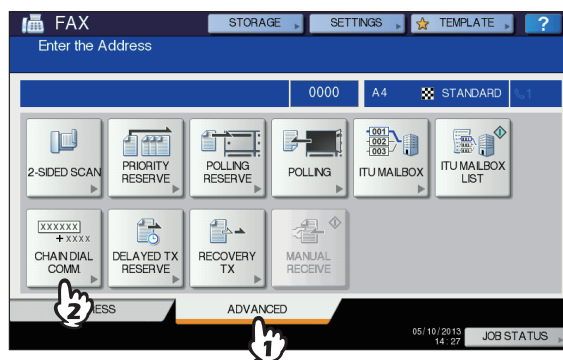 FAX
STORAGE
SETTINGS
TEMPLATE
?
Enter the Address
0000
A4
STANDARD
1
2-SIDED SCAN
PRIORITY
RESERVE
POLLING
RESERVE
POLLING
001
002
003
ITU MAILBOX
ITU MAILBOX
LIST
XXXXXX
+XXXX
CHAIN DIAL
COMM.
DELAYED TX
RESERVE
RECOVERY
TX
MANUAL
RECEIVE
2
ESS
ADVANCED
1
05/10/2013
14:27
JOB STATUS